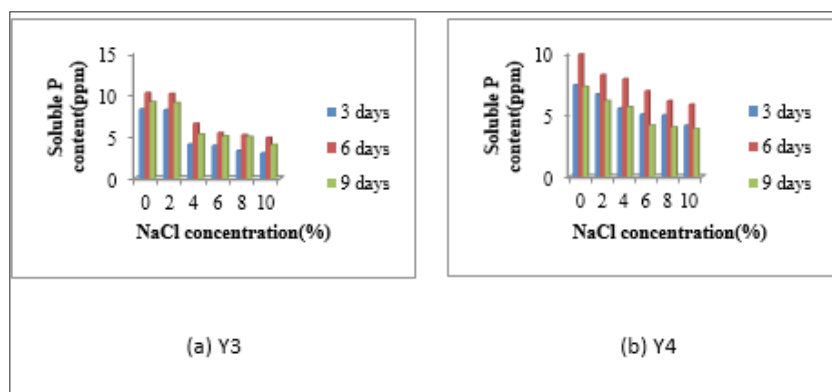 15
10
5
0
Soluble P
content(ppm)
0 2 4 6 8 10
NaCl concentration(%)
3 days
6 days
9 days
(a) Y3
10
5
0
Soluble P
content(ppm)
0 2 4 6 8 10
NaCl concentration(%)
3 days
6 days
9 days
(b) Y4